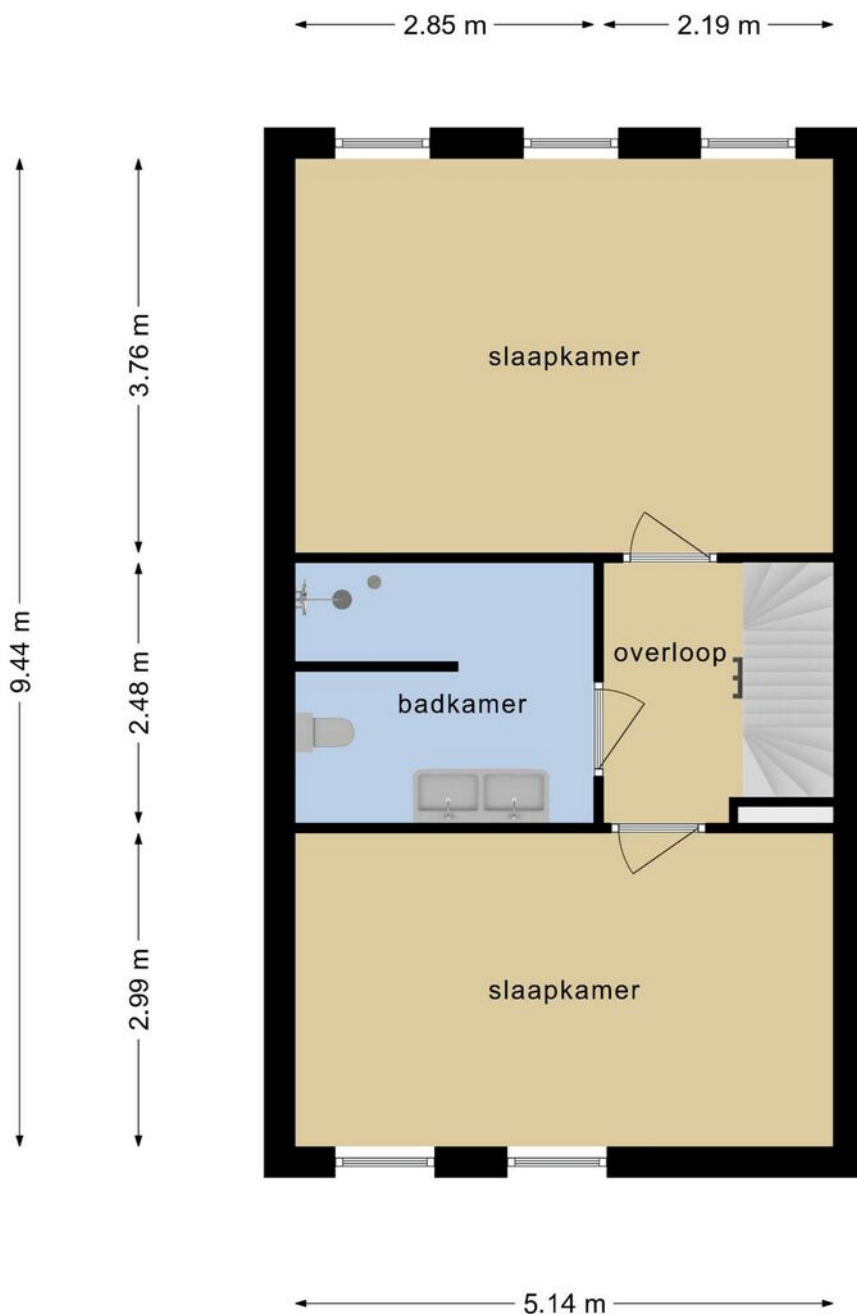 2.85 m
2.19 m
3.76 m
slaapkamer
9.44 m
2.48 m
overloop
badkamer
2.99 m
slaapkamer
5.14 m